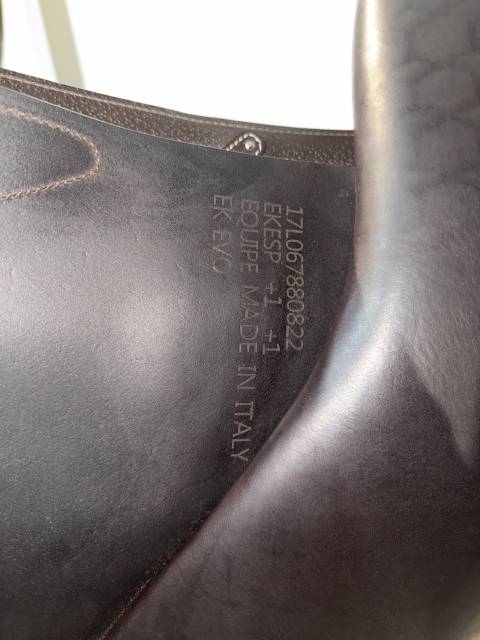 17L067880822
EKESP +1 +1
EQUIPE MADE IN ITALY
EK EVO